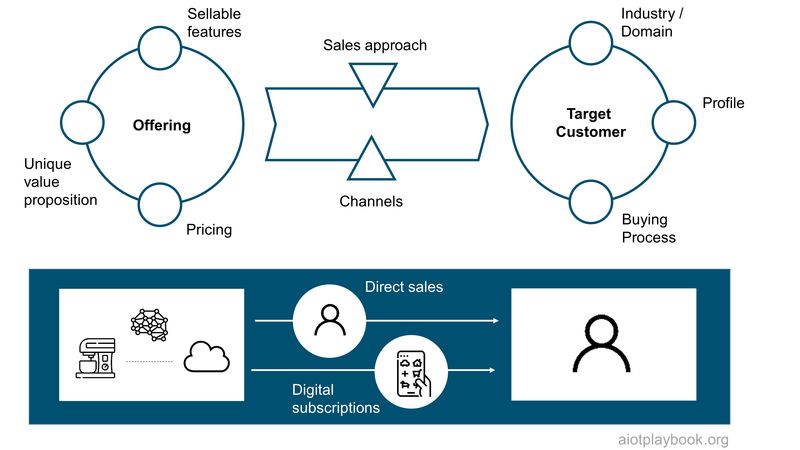 Sellable
features
Offering
Unique
value
proposition
Pricing
Sales approach
Channels
Industry /
Domain
Target
Customer
Profile
Buying
Process
Direct sales
Digital
subscriptions
aiotplaybook.org